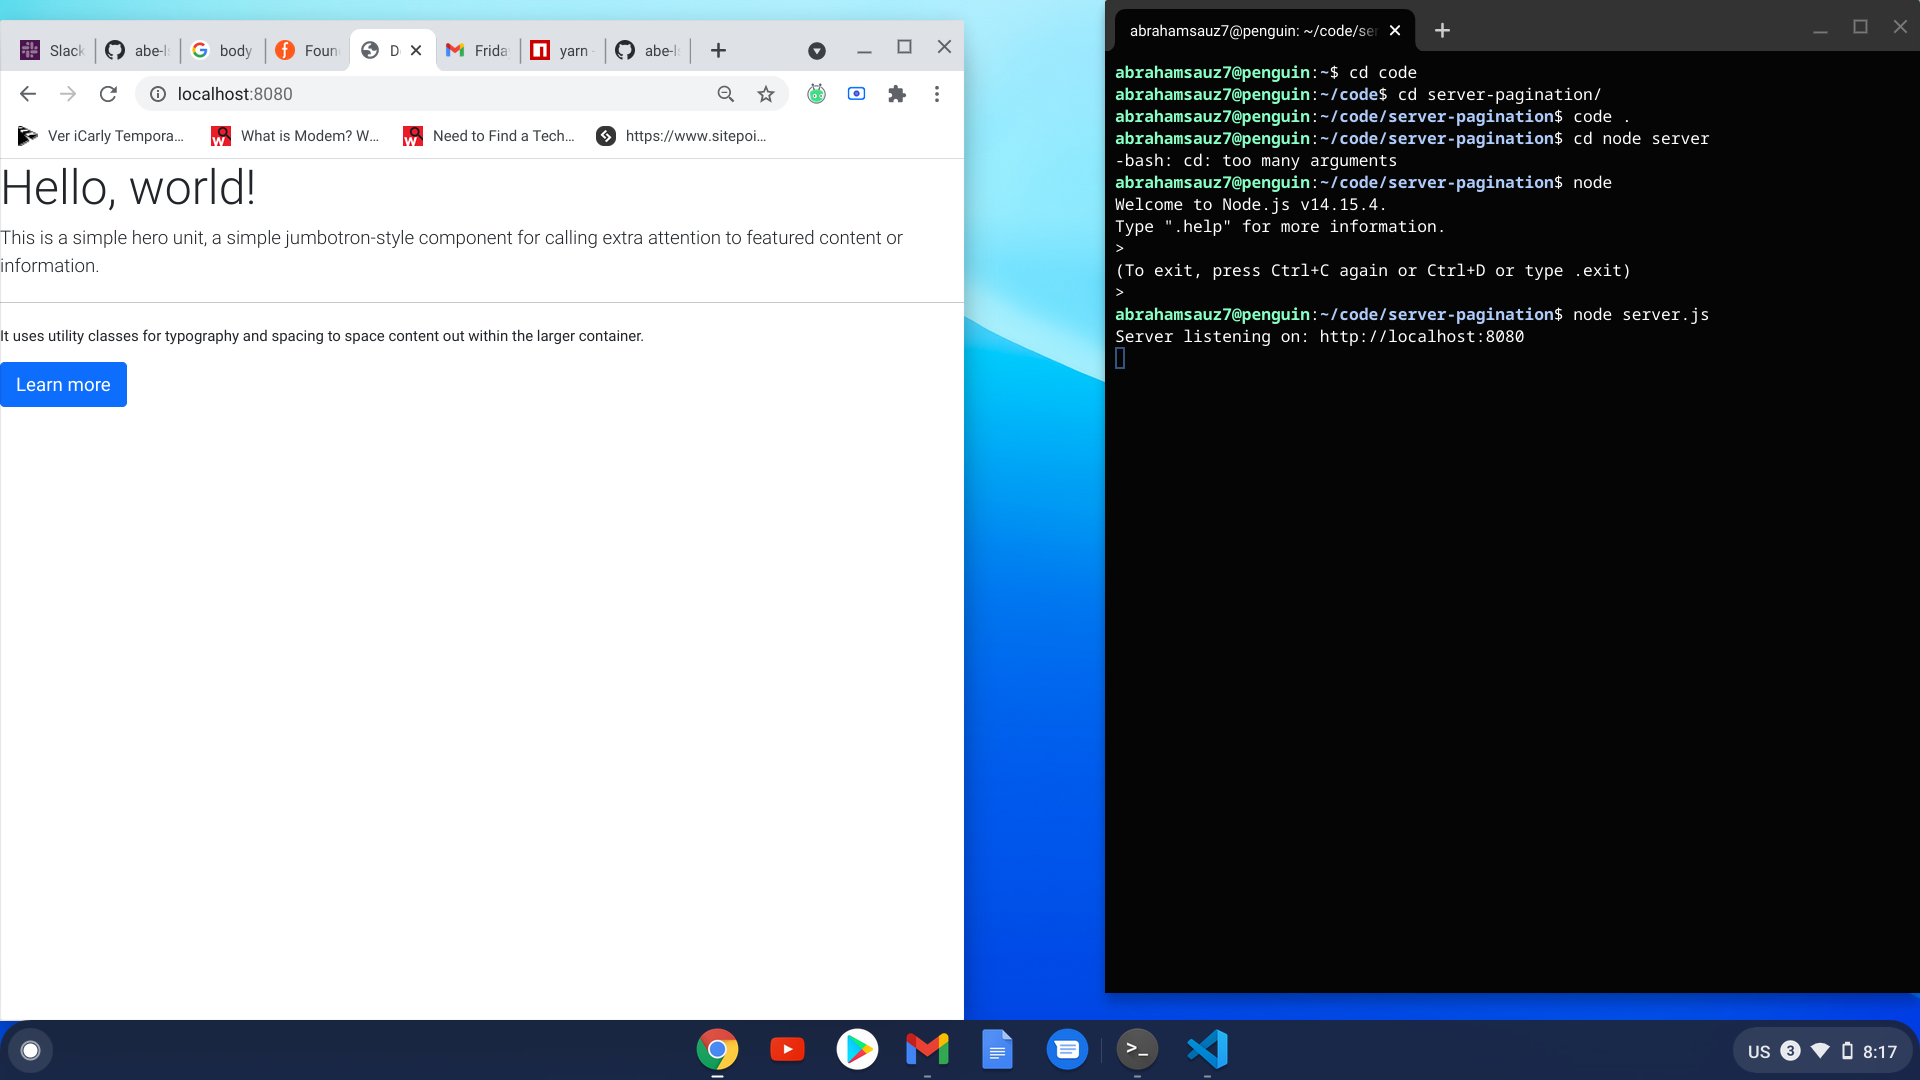 Slack
abe-ls
body
Foun
D
Friday
yarn -
abe-ls
localhost:8080
Ver iCarly Tempora...
What is Modem? W...
Need to Find a Tech...
https://www.sitepoi...
Hello, world!
This is a simple hero unit, a simple jumbotron-style component for calling extra attention to featured content or
information.
It uses utility classes for typography and spacing to space content out within the larger container.
Learn more
abrahamsauz7@penguin: ~/code/ser
abrahamsauz7@penguin:~$ cd code
abrahamsauz7@penguin:~/code$ cd server-pagination/
abrahamsauz7@penguin:~/code/server-pagination$ code .
abrahamsauz7@penguin:~/code/server-pagination$ cd node server
-bash: cd: too many arguments
abrahamsauz7@penguin:~/code/server-pagination$ node
Welcome to Node.js v14.15.4.
Type ".help" for more information.
>
(To exit, press Ctrl+C again or Ctrl+D or type .exit)
>
abrahamsauz7@penguin:~/code/server-pagination$ node server.js
Server listening on: http://localhost:8080
US 3 8:17